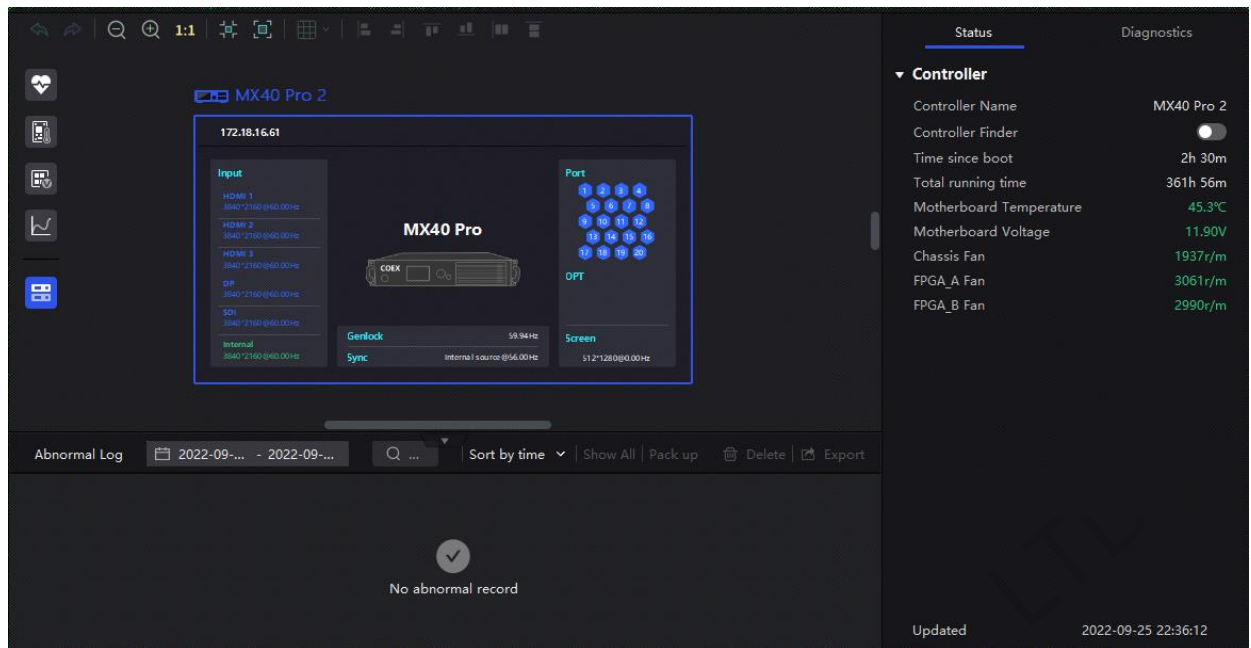 1:1
Status
Diagnostics
MX40 Pro 2
172.18.16.61
Input
HDMI 1
3840*2160@60.00Hz
HDMI 2
3840*2160@60.00Hz
HDMI 3
3840*2160@60.00Hz
DP
3840*2160@60.00Hz
SDI
3840*2160@60.00Hz
Internal
3840*2160@60.00Hz
MX40 Pro
COEX
Genlock 59.94Hz
Sync Internal source@56.00Hz
Port
1 2 3 4
5 6 7 8
9 10 11 12
13 14 15 16
17 18 19 20
OPT
Screen
512*1280@0.00Hz
Controller
Controller Name MX40 Pro 2
Controller Finder
Time since boot 2h 30m
Total running time 361h 56m
Motherboard Temperature 45.3℃
Motherboard Voltage 11.90V
Chassis Fan 1937r/m
FPGA_A Fan 3061r/m
FPGA_B Fan 2990r/m
Abnormal Log 2022-09-... - 2022-09-... ... Sort by time Show All Pack up Delete Export
No abnormal record
Updated 2022-09-25 22:36:12
LTL